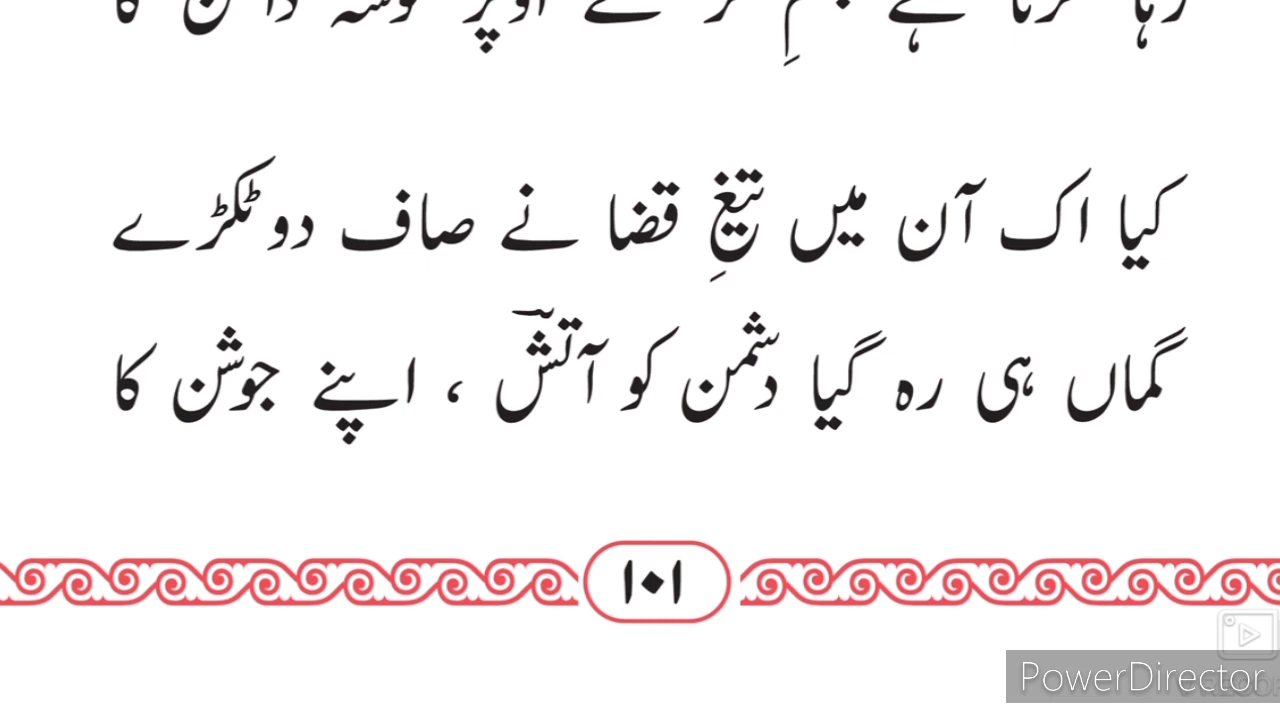 کیا اک آن میں تیغِ قضا نے صاف دو ٹکڑے
گماں ہی رہ گیا دشمن کو آتشؔ ، اپنے جوشن کا
۱۰۱
PowerDirector